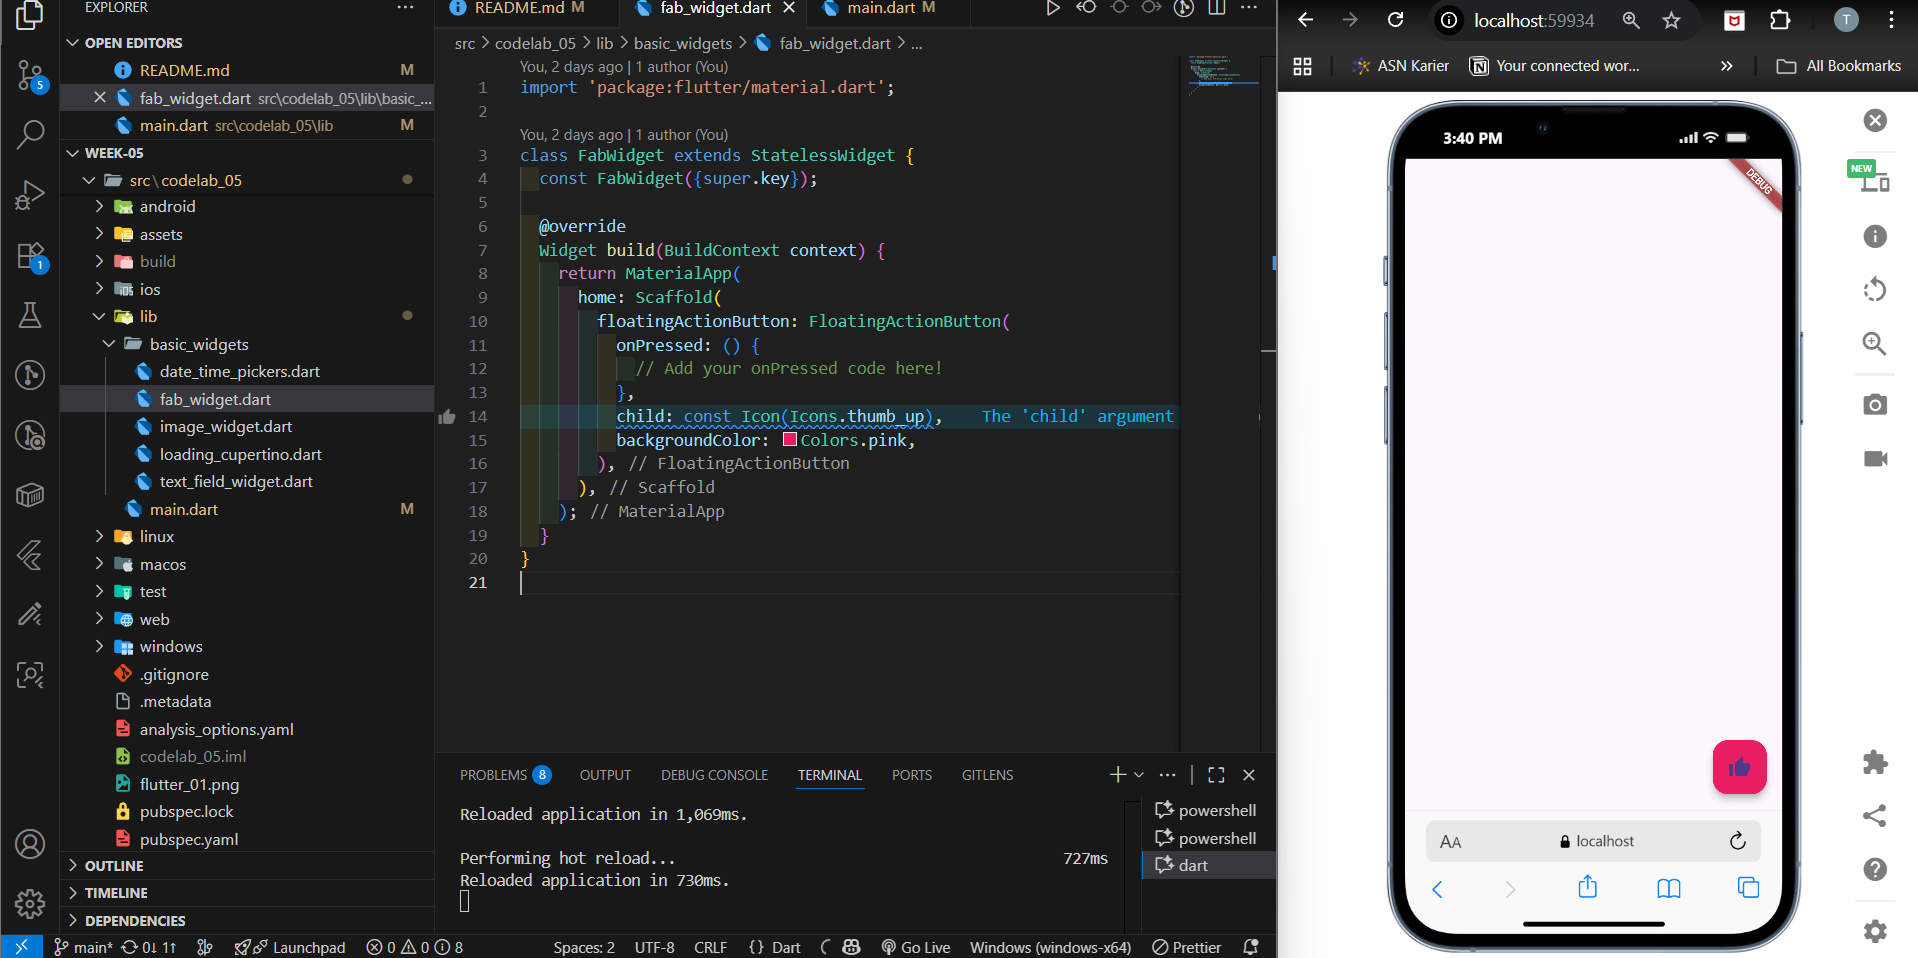 EXPLORER
OPEN EDITORS
README.md M
fab_widget.dart src\codelab_05\lib\basic_...
main.dart src\codelab_05\lib M
WEEK-05
src\codelab_05
android
assets
build
ios
lib
basic_widgets
date_time_pickers.dart
fab_widget.dart
image_widget.dart
loading_cupertino.dart
text_field_widget.dart
main.dart M
linux
macos
test
web
windows
.gitignore
.metadata
analysis_options.yaml
codelab_05.iml
flutter_01.png
pubspec.lock
pubspec.yaml
OUTLINE
TIMELINE
DEPENDENCIES
5
1
README.md M
fab_widget.dart
main.dart M
src > codelab_05 > lib > basic_widgets > fab_widget.dart > ...
You, 2 days ago | 1 author (You)
1 import 'package:flutter/material.dart';
2
You, 2 days ago | 1 author (You)
3 class FabWidget extends StatelessWidget {
4 const FabWidget({super.key});
5
6 @override
7 Widget build(BuildContext context) {
8 return MaterialApp(
9 home: Scaffold(
10 floatingActionButton: FloatingActionButton(
11 onPressed: () {
12 // Add your onPressed code here!
13 },
14 child: const Icon(Icons.thumb_up), The 'child' argument
15 backgroundColor: Colors.pink,
16 ), // FloatingActionButton
17 ), // Scaffold
18 ); // MaterialApp
19 }
20 }
21
PROBLEMS 8 OUTPUT DEBUG CONSOLE TERMINAL PORTS GITLENS
Reloaded application in 1,069ms.
Performing hot reload... 727ms
Reloaded application in 730ms.
powershell
powershell
dart
main* 0↓ 1↑ Launchpad 0 0 8 Spaces: 2 UTF-8 CRLF {} Dart Go Live Windows (windows-x64) Prettier
localhost:59934
T
ASN Karier
Your connected wor...
»
All Bookmarks
3:40 PM
DEBUG
NEW
AA localhost